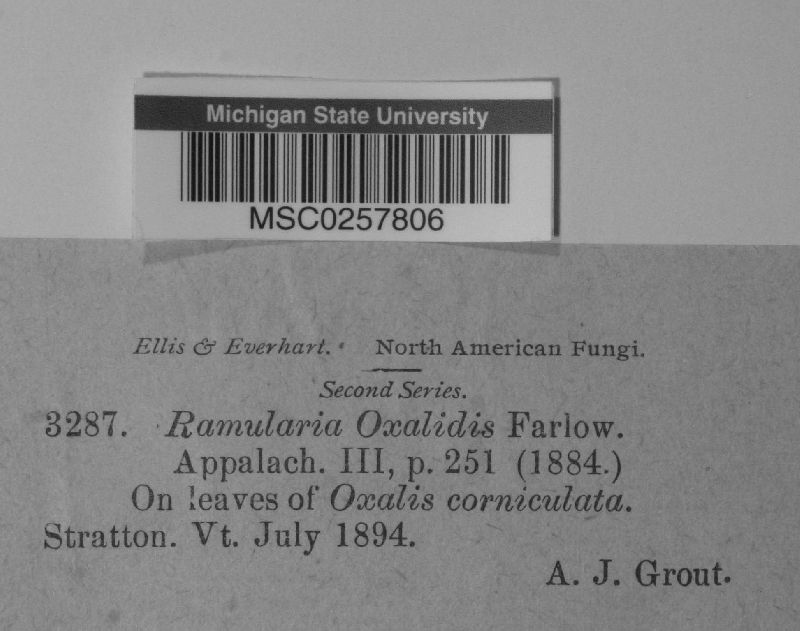 Michigan State University
MSC0257806
Ellis & Everhart. North American Fungi.
Second Series.
3287. Ramularia Oxalidis Farlow.
Appalach. III, p. 251 (1884.)
On leaves of Oxalis corniculata.
Stratton. Vt. July 1894.
A. J. Grout.